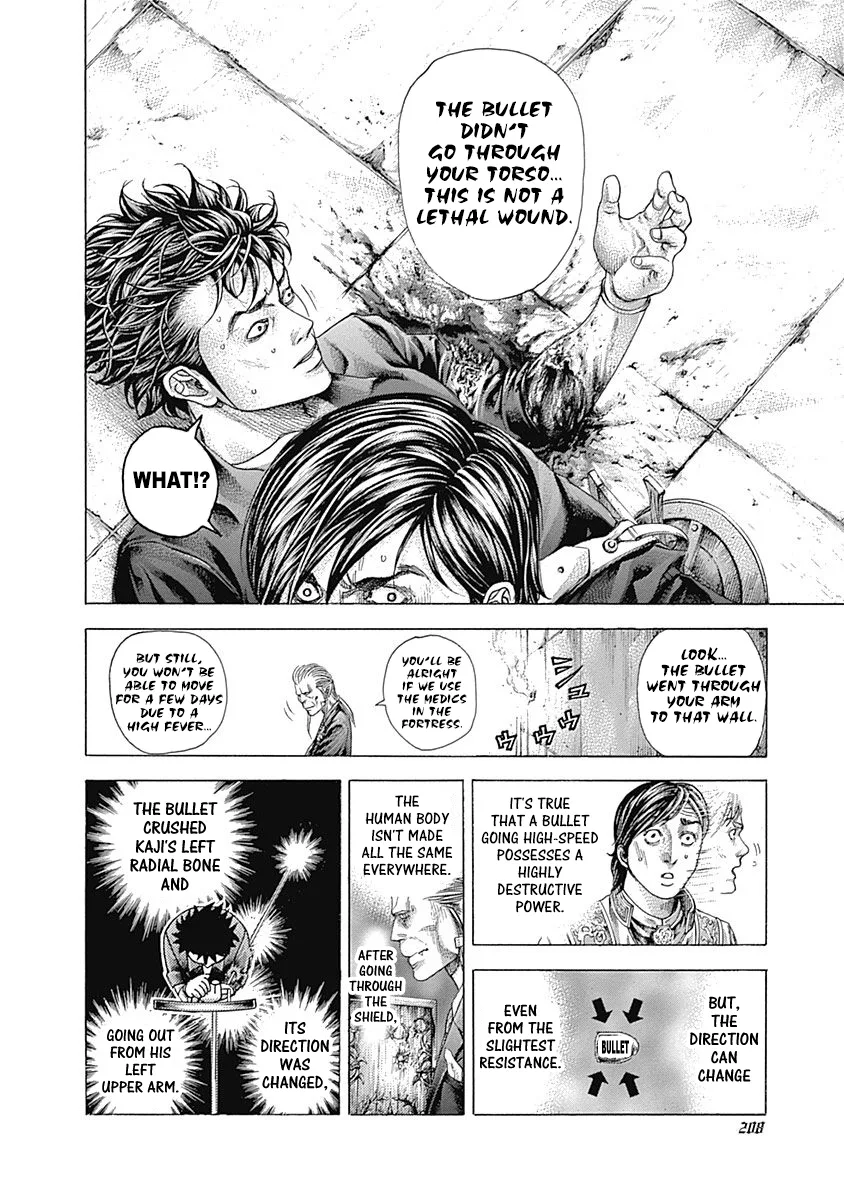 THE BULLET
DIDN'T
GO THROUGH
YOUR TORSO...
THIS IS NOT A
LETHAL WOUND.
WHAT!?
LOOK...
THE BULLET
WENT THROUGH
YOUR ARM
TO THAT WALL.
YOU'LL BE
ALRIGHT
IF WE USE
THE MEDICS
IN THE
FORTRESS.
BUT STILL,
YOU WON'T BE
ABLE TO MOVE
FOR A FEW DAYS
DUE TO A
HIGH FEVER...
IT'S TRUE
THAT A BULLET
GOING HIGH-SPEED
POSSESSES A
HIGHLY
DESTRUCTIVE
POWER.
BUT,
THE
DIRECTION
CAN
CHANGE
BULLET
EVEN
FROM THE
SLIGHTEST
RESISTANCE.
THE
HUMAN BODY
ISN'T MADE
ALL THE SAME
EVERYWHERE.
AFTER
GOING
THROUGH
THE
SHIELD,
THE BULLET
CRUSHED
KAJI'S LEFT
RADIAL BONE
AND
ITS
DIRECTION
WAS
CHANGED,
GOING OUT
FROM HIS
LEFT
UPPER ARM.
208